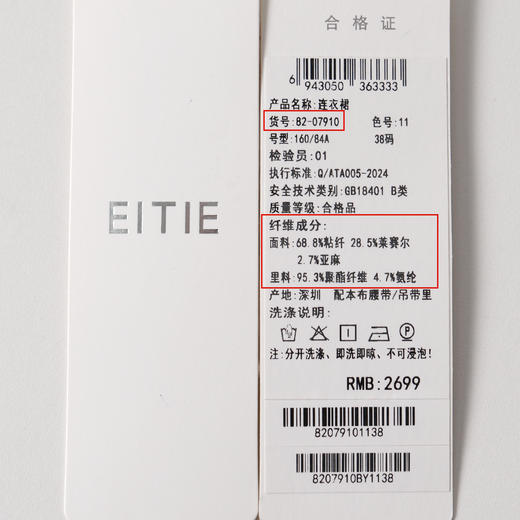 EITIE
合格证
6 943050 363333
产品名称:连衣裙
货号:82-07910 色号:11
号型:160/84A 38码
检验员:01
执行标准:Q/ATA005-2024
安全技术类别:GB18401 B类
质量等级:合格品
纤维成分:
面料:68.8%粘纤 28.5%莱赛尔
2.7%亚麻
里料:95.3%聚酯纤维 4.7%氨纶
产地:深圳 配本布腰带/吊带里
洗涤说明:
注:分开洗涤、即洗即晾、不可浸泡!
RMB:2699
82079101138
8207910BY1138